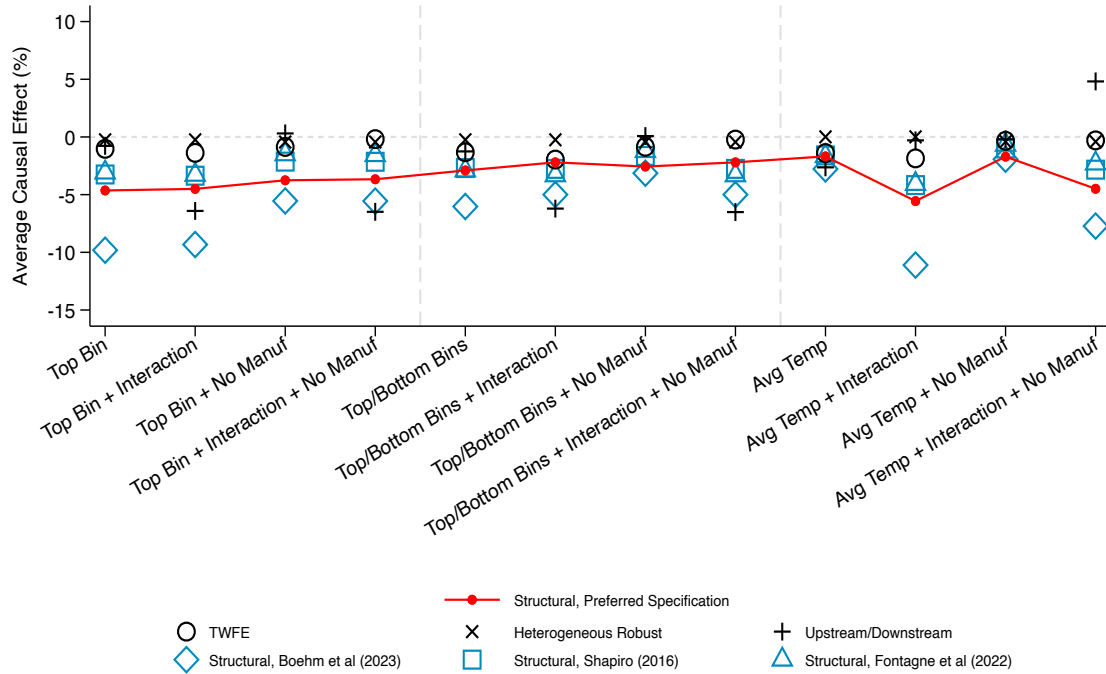 Average Causal Effect (%)
10
5
0
-5
-10
-15
Top Bin
Top Bin + Interaction
Top Bin + No Manuf
Top Bin + Interaction + No Manuf
Top/Bottom Bins
Top/Bottom Bins + Interaction
Top/Bottom Bins + No Manuf
Top/Bottom Bins + Interaction + No Manuf
Avg Temp
Avg Temp + Interaction
Avg Temp + No Manuf
Avg Temp + Interaction + No Manuf
Structural, Preferred Specification
TWFE Heterogeneous Robust Upstream/Downstream
Structural, Boehm et al (2023) Structural, Shapiro (2016) Structural, Fontagne et al (2022)